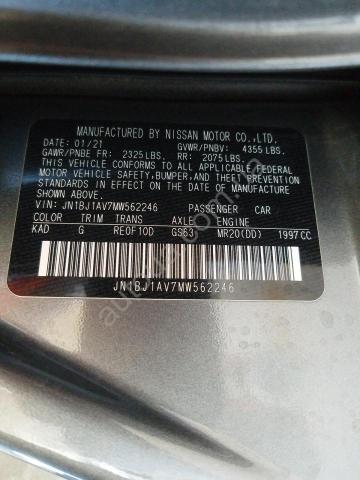 MANUFACTURED BY NISSAN MOTOR CO.,LTD.
DATE: 01/21 GVWR/PNBV: 4355 LBS.
GAWR/PNBE FR: 2325 LBS. RR: 2075 LBS.
THIS VEHICLE CONFORMS TO ALL APPLICABLE FEDERAL
MOTOR VEHICLE SAFETY, BUMPER, AND THEFT PREVENTION
STANDARDS IN EFFECT ON THE DATE OF MANUFACTURE
SHOWN ABOVE.
VIN: JN1BJ1AV7MW562246 PASSENGER CAR
COLOR TRIM TRANS AXLE ENGINE
KAD G RE0F10D GS63 MR20(DD) 1997 CC
JN1BJ1AV7MW562246